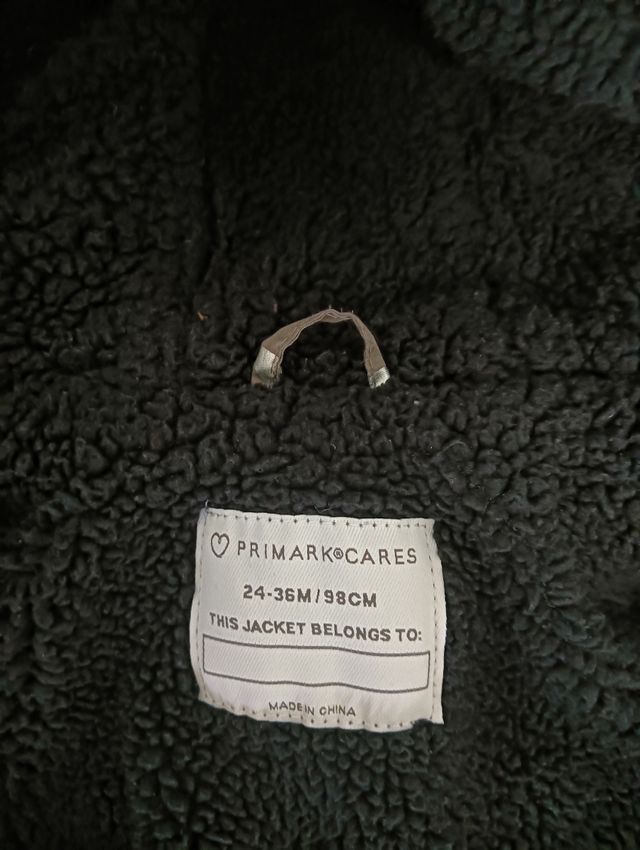 ♡ PRIMARK®CARES
24-36M/98CM
THIS JACKET BELONGS TO:
MADE IN CHINA